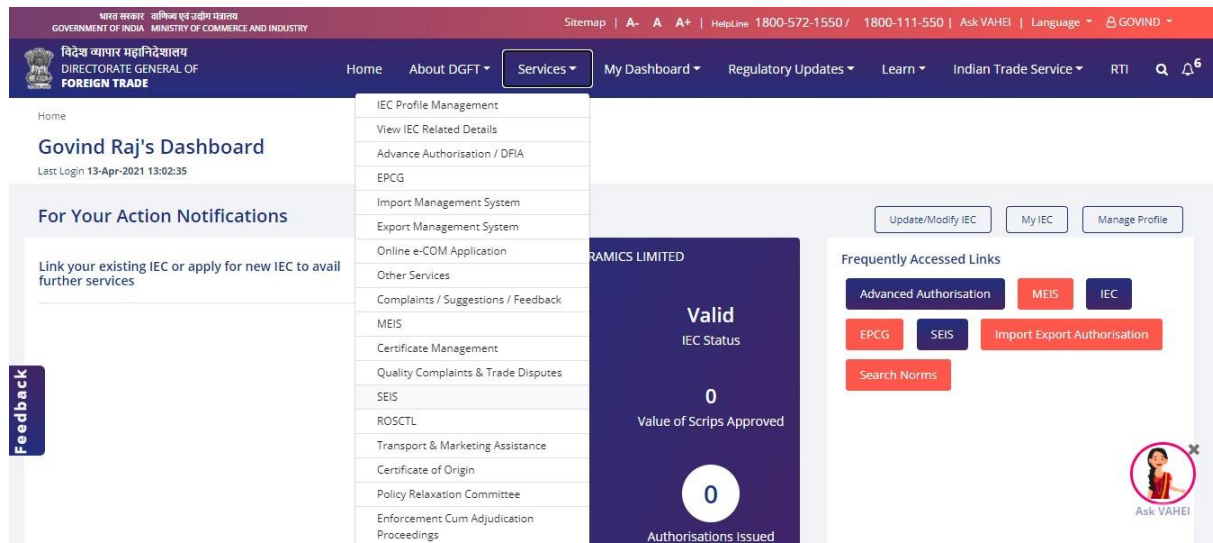 भारत सरकार वाणिज्य एवं उद्योग मंत्रालय
GOVERNMENT OF INDIA MINISTRY OF COMMERCE AND INDUSTRY
Sitemap | A- A A+ | HelpLine 1800-572-1550 / 1800-111-550 | Ask VAHEI | Language GOVIND
विदेश व्यापार महानिदेशालय
DIRECTORATE GENERAL OF
FOREIGN TRADE
Home About DGFT Services My Dashboard Regulatory Updates Learn Indian Trade Service RTI 6
Home
Govind Raj's Dashboard
Last Login 13-Apr-2021 13:02:35
IEC Profile Management
View IEC Related Details
Advance Authorisation / DFIA
EPCG
Import Management System
Export Management System
Online e-COM Application
Other Services
Complaints / Suggestions / Feedback
MEIS
Certificate Management
Quality Complaints & Trade Disputes
SEIS
ROSCTL
Transport & Marketing Assistance
Certificate of Origin
Policy Relaxation Committee
Enforcement Cum Adjudication
Proceedings
For Your Action Notifications
Update/Modify IEC My IEC Manage Profile
Link your existing IEC or apply for new IEC to avail
further services
RAMICS LIMITED
Valid
IEC Status
0
Value of Scrips Approved
0
Authorisations Issued
Frequently Accessed Links
Advanced Authorisation MEIS IEC
EPCG SEIS Import Export Authorisation
Search Norms
Feedback
Ask VAHEI